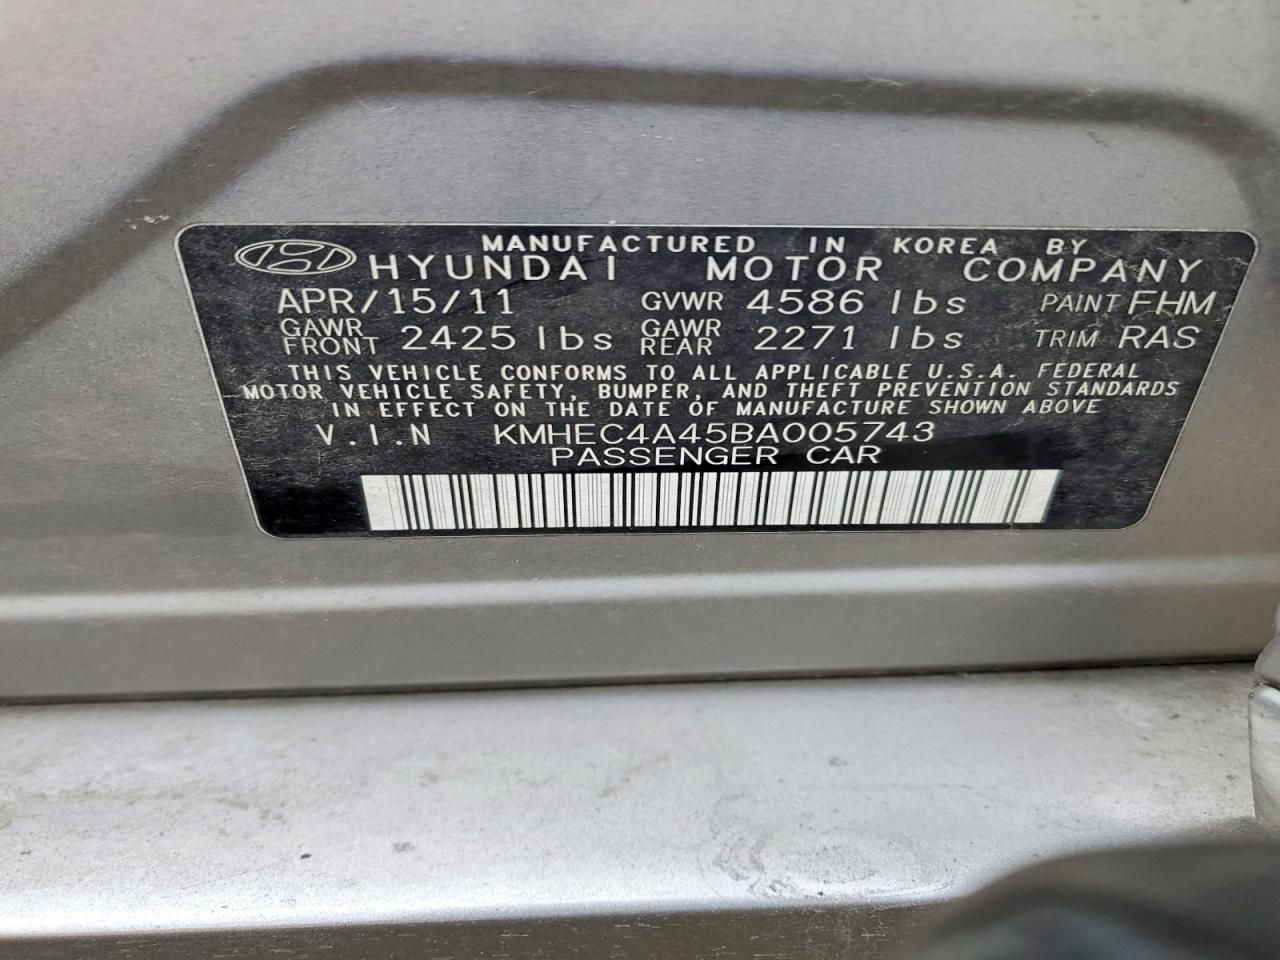 MANUFACTURED IN KOREA BY
HYUNDAI MOTOR COMPANY
APR/15/11 GVWR 4586 lbs PAINT FHM
GAWR FRONT 2425 lbs GAWR REAR 2271 lbs TRIM RAS
THIS VEHICLE CONFORMS TO ALL APPLICABLE U.S.A. FEDERAL
MOTOR VEHICLE SAFETY, BUMPER, AND THEFT PREVENTION STANDARDS
IN EFFECT ON THE DATE OF MANUFACTURE SHOWN ABOVE
V.I.N KMHEC4A45BA005743
PASSENGER CAR